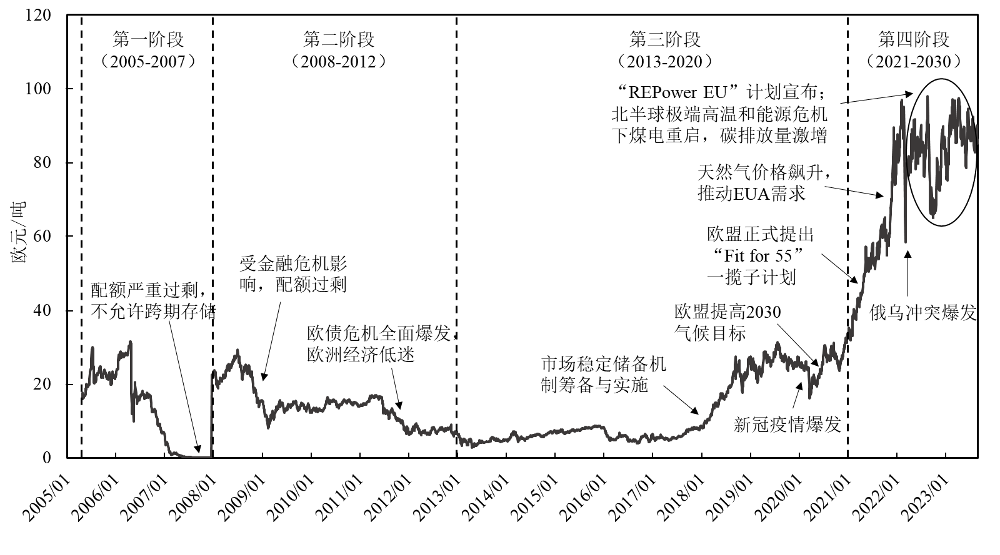 120
100
80
60
40
20
0
欧元/吨
第一阶段
（2005-2007）
第二阶段
（2008-2012）
第三阶段
（2013-2020）
第四阶段
（2021-2030）
“REPower EU”计划宣布；
北半球极端高温和能源危机
下煤电重启，碳排放量激增
天然气价格飙升，
推动EUA需求
欧盟正式提出
“Fit for 55”
一揽子计划
受金融危机影
响，配额过剩
配额严重过剩，
不允许跨期存储
欧债危机全面爆发，
欧洲经济低迷
欧盟提高2030
气候目标
俄乌冲突爆发
市场稳定储备机
制筹备与实施
新冠疫情爆发
2005/01
2006/01
2007/01
2008/01
2009/01
2010/01
2011/01
2012/01
2013/01
2014/01
2015/01
2016/01
2017/01
2018/01
2019/01
2020/01
2021/01
2022/01
2023/01